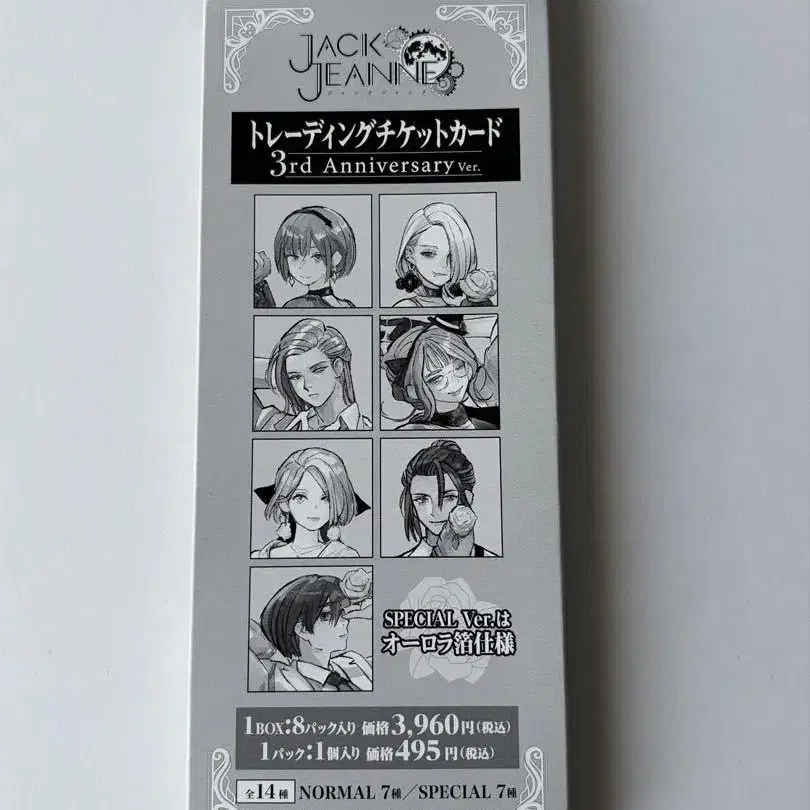 JACK
JEANNE
ジャックジャンヌ
トレーディングチケットカード
3rd Anniversary Ver.
SPECIAL Ver.は
オーロラ箔仕様
1BOX:8パック入り 価格3,960円(税込)
1パック:1個入り 価格495円(税込)
全14種 NORMAL 7種／SPECIAL 7種